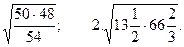 √(50·48/54);  2.√(13 1/2 · 66 2/3).